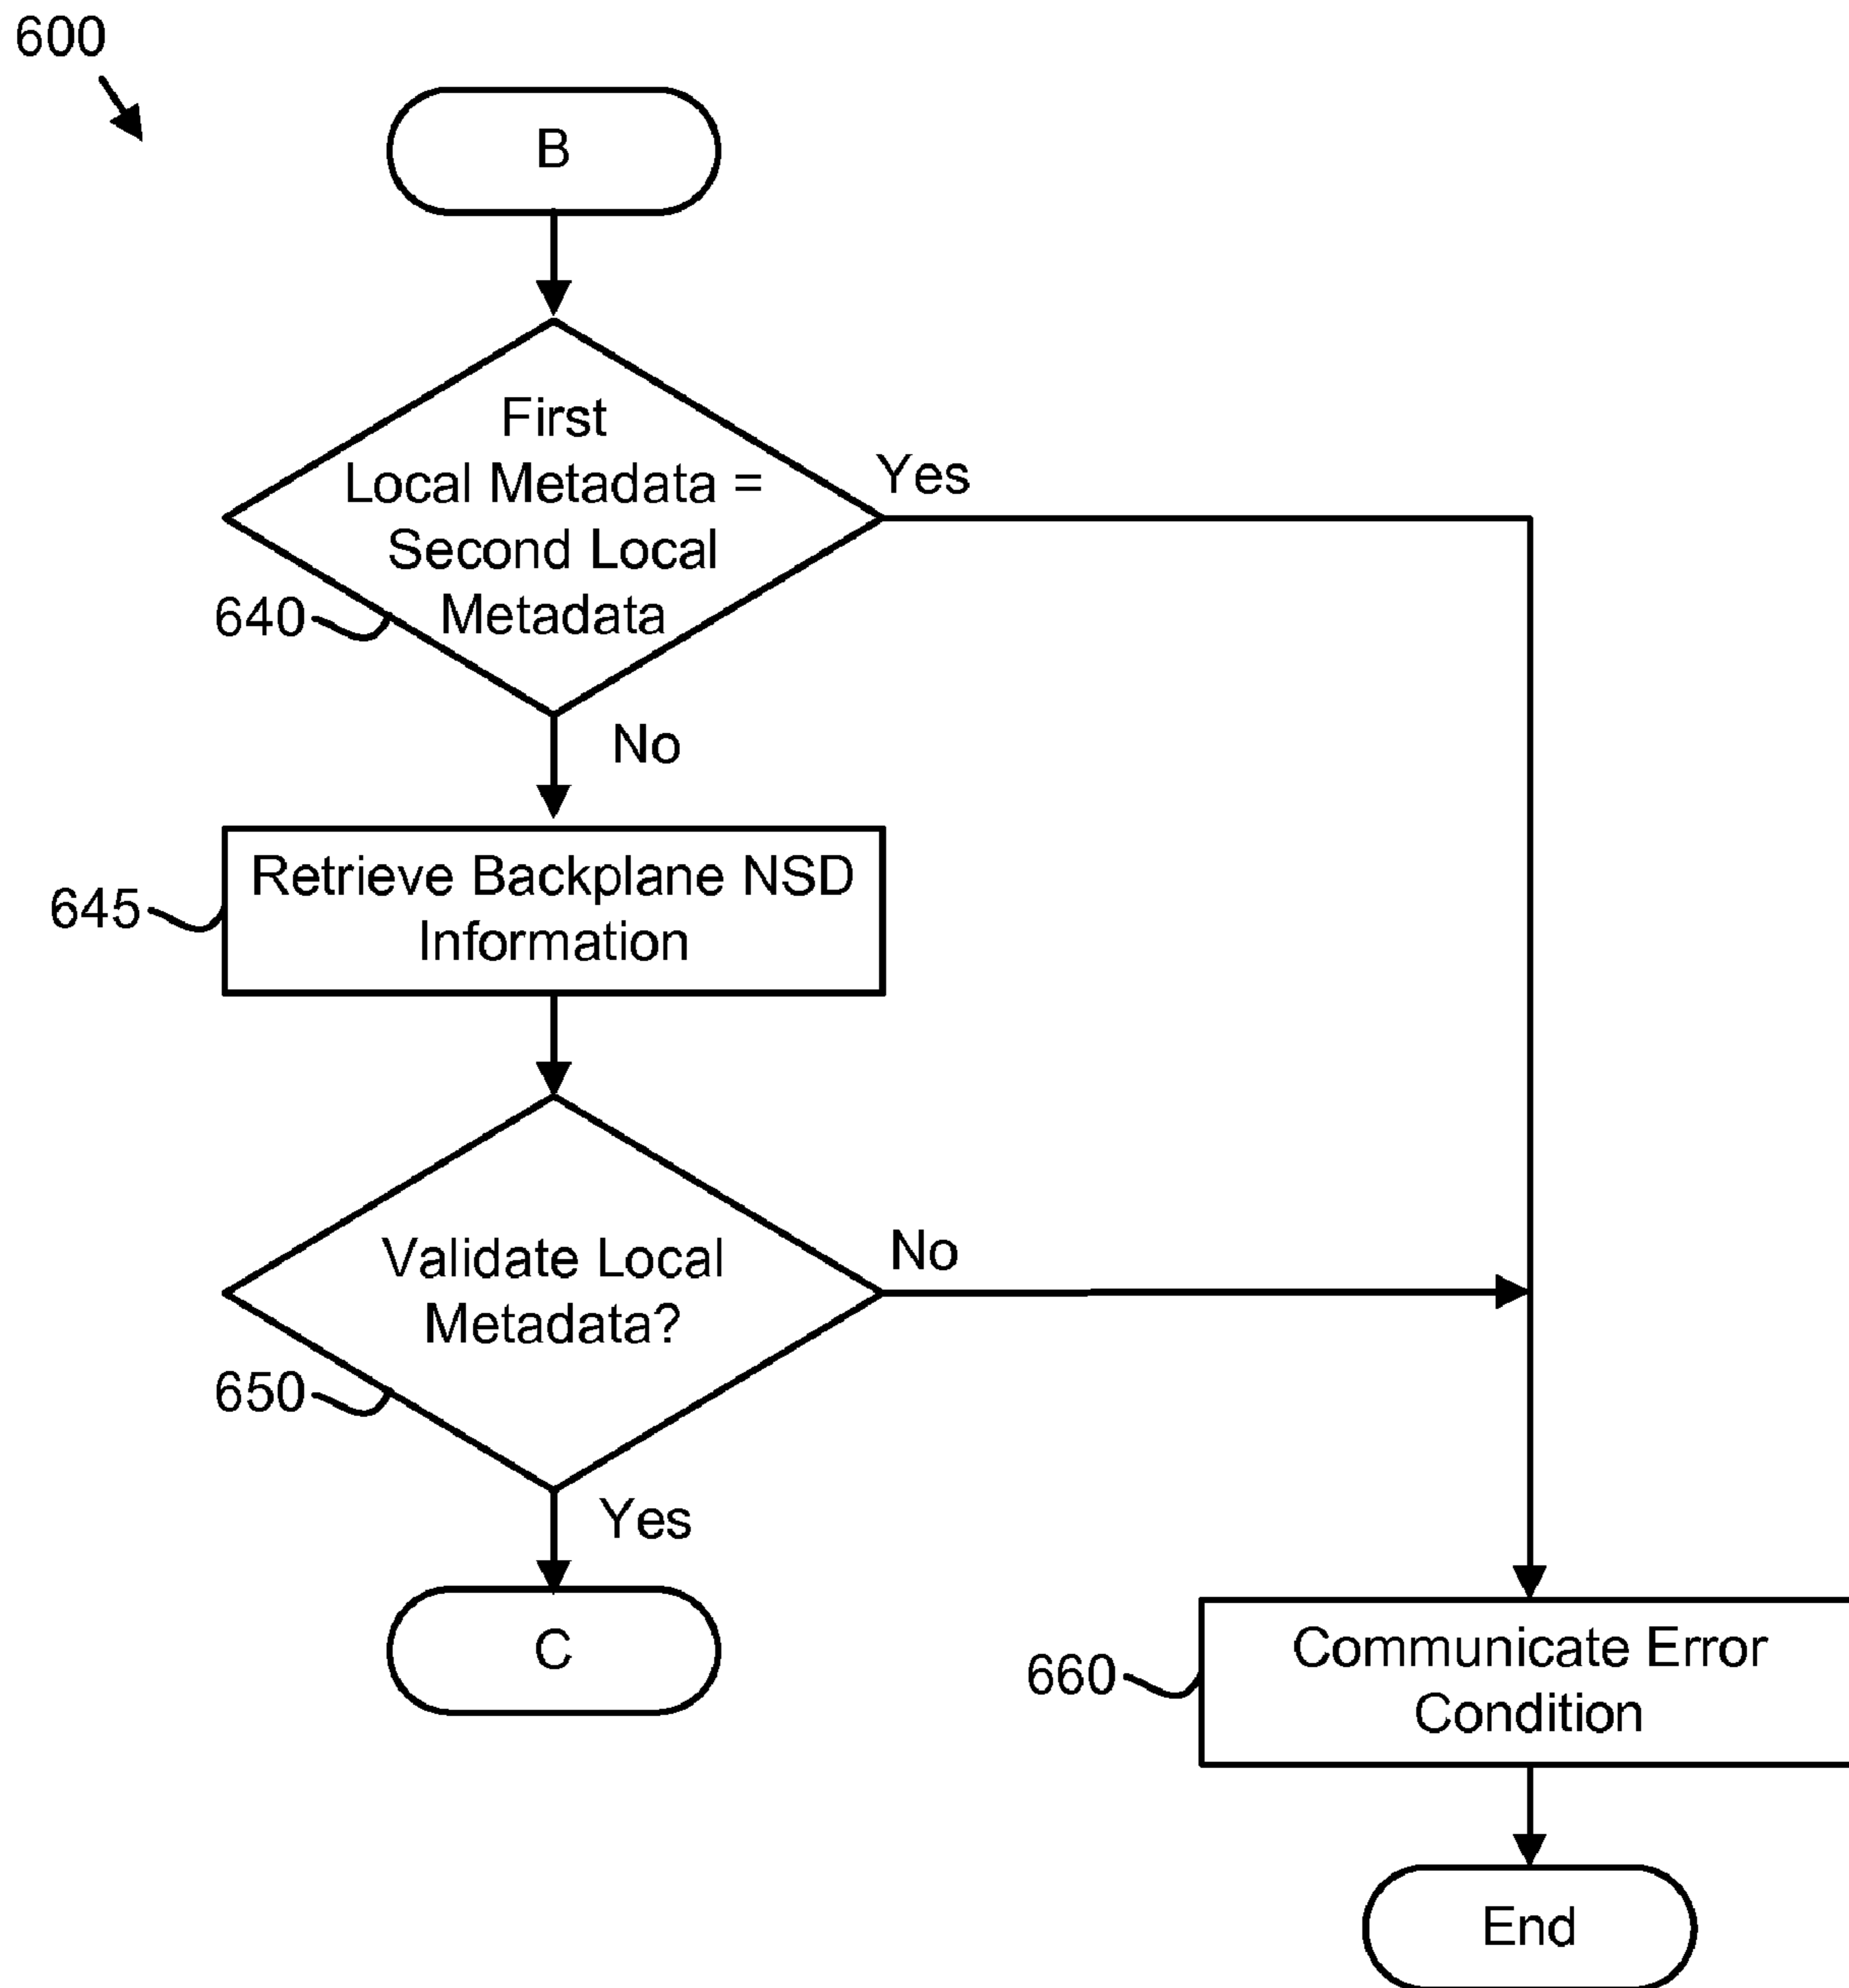 600
B
First
Local Metadata =
Second Local
Metadata
Yes
640
No
Retrieve Backplane NSD
Information
645
Validate Local
Metadata?
No
650
Yes
C
Communicate Error
Condition
660
End